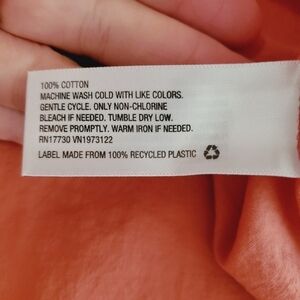 100% COTTON
MACHINE WASH COLD WITH LIKE COLORS.
GENTLE CYCLE. ONLY NON-CHLORINE
BLEACH IF NEEDED. TUMBLE DRY LOW.
REMOVE PROMPTLY. WARM IRON IF NEEDED.
RN17730 VN1973122
LABEL MADE FROM 100% RECYCLED PLASTIC